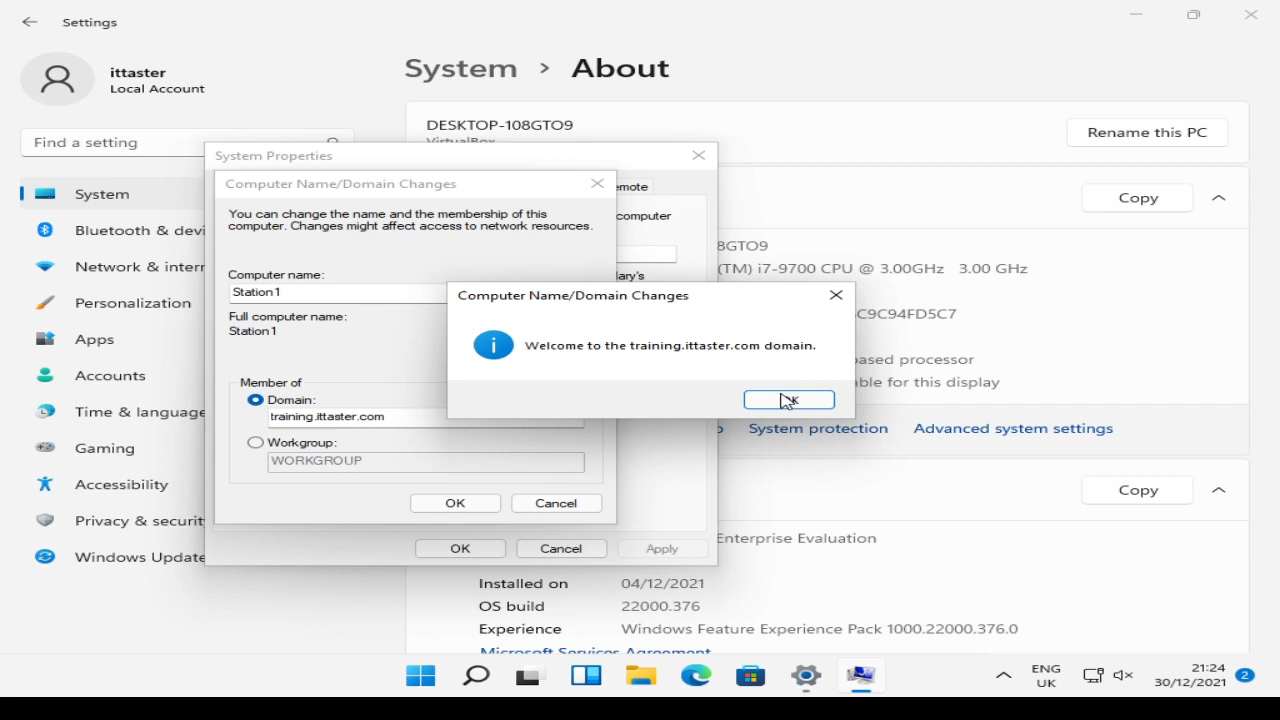 Settings
ittaster
Local Account
Find a setting
System
Bluetooth & devi
Network & interr
Personalization
Apps
Accounts
Time & language
Gaming
Accessibility
Privacy & securit
Windows Update
System > About
DESKTOP-108GTO9
VirtualBox
Rename this PC
Copy
8GTO9
(TM) i7-9700 CPU @ 3.00GHz 3.00 GHz
C9C94FD5C7
ased processor
able for this display
System protection Advanced system settings
Copy
Enterprise Evaluation
Installed on 04/12/2021
OS build 22000.376
Experience Windows Feature Experience Pack 1000.22000.376.0
Microsoft Services Agreement
System Properties
emote
computer
lary's
OK Cancel Apply
Computer Name/Domain Changes
You can change the name and the membership of this
computer. Changes might affect access to network resources.
Computer name:
Station1
Full computer name:
Station1
Member of
Domain:
training.ittaster.com
Workgroup:
WORKGROUP
OK Cancel
Computer Name/Domain Changes
Welcome to the training.ittaster.com domain.
OK
ENG
UK
21:24
30/12/2021
2